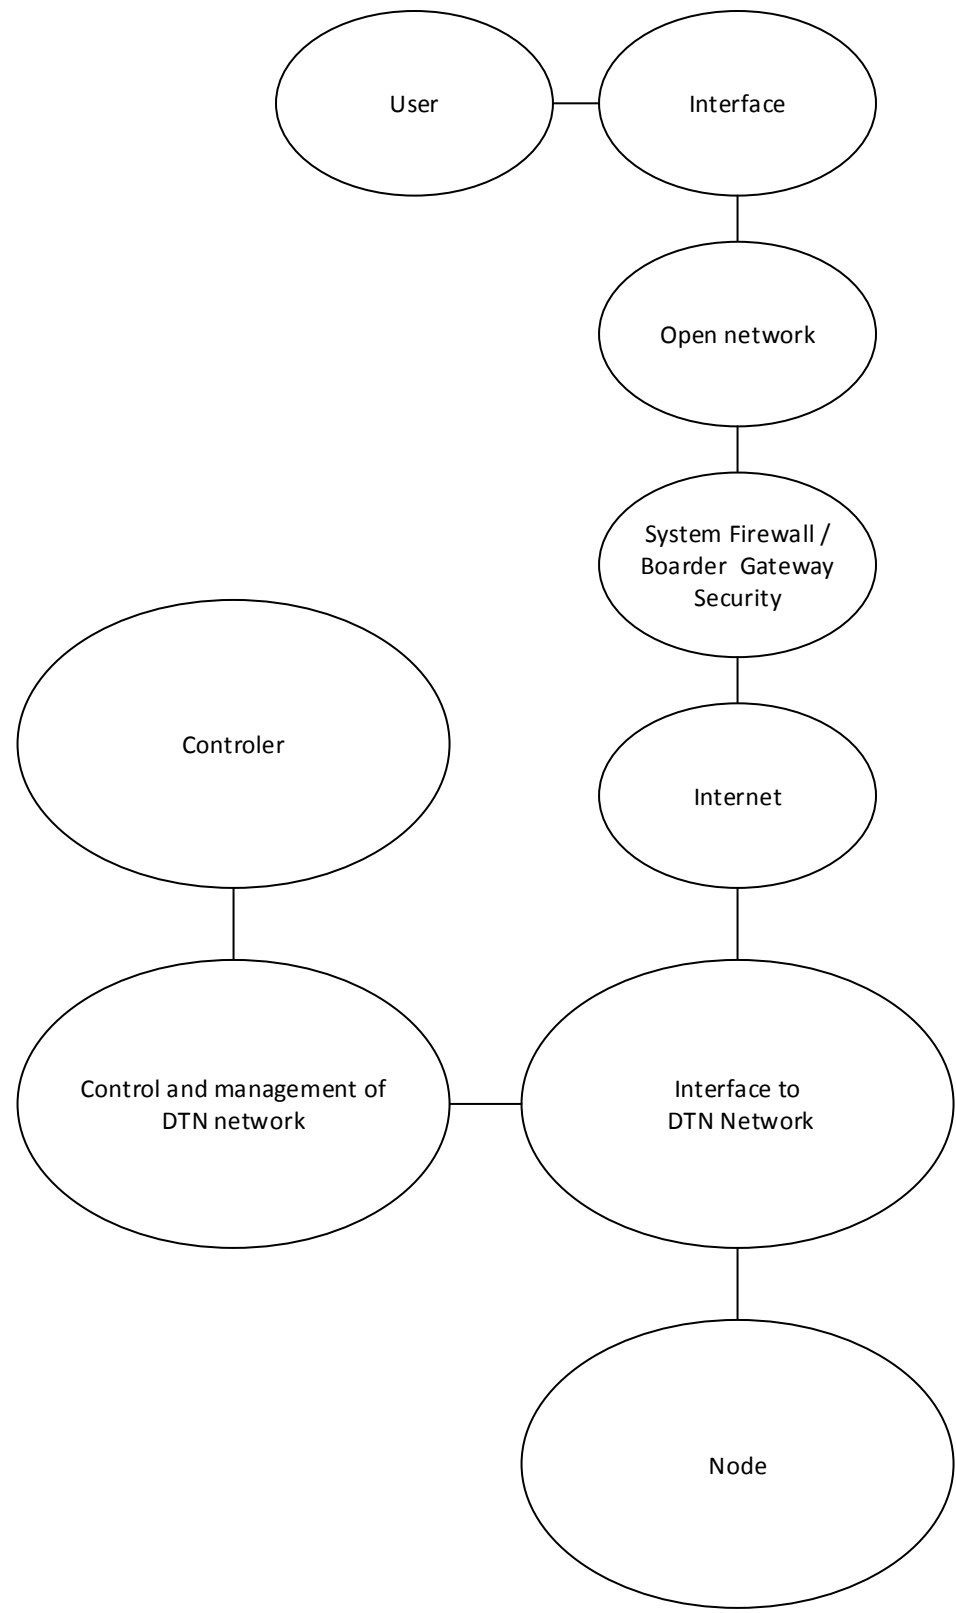 User
Interface
Open network
System Firewall /
Boarder  Gateway
Security
Controler
Internet
Control and management of
DTN network
Interface to
DTN Network
Node